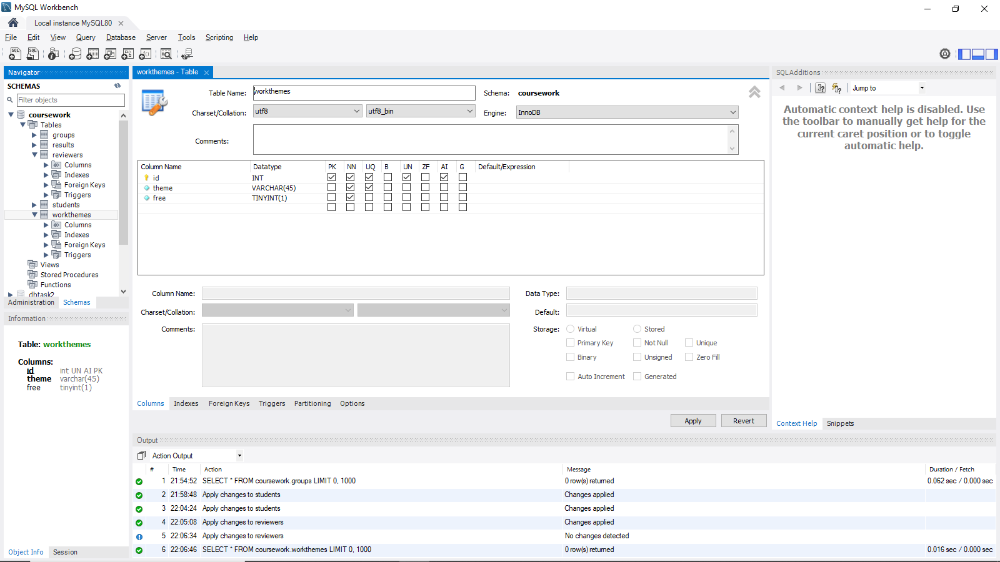 MySQL Workbench
Local instance MySQL80
File Edit View Query Database Server Tools Scripting Help
Navigator
SCHEMAS
Filter objects
coursework
Tables
groups
results
reviewers
Columns
Indexes
Foreign Keys
Triggers
students
workthemes
Columns
Indexes
Foreign Keys
Triggers
Views
Stored Procedures
Functions
dbtask2
Administration Schemas
Information
Table: workthemes
Columns:
id int UN AI PK
theme varchar(45)
free tinyint(1)
Object Info Session
workthemes - Table
Table Name: workthemes Schema: coursework
Charset/Collation: utf8 utf8_bin Engine: InnoDB
Comments:
Column Name Datatype PK NN UQ B UN ZF AI G Default/Expression
id INT
theme VARCHAR(45)
free TINYINT(1)
Column Name: Data Type:
Charset/Collation: Default:
Comments: Storage: Virtual Stored
Primary Key Not Null Unique
Binary Unsigned Zero Fill
Auto Increment Generated
Columns Indexes Foreign Keys Triggers Partitioning Options
Apply Revert
SQLAdditions
Jump to
Automatic context help is disabled. Use
the toolbar to manually get help for the
current caret position or to toggle
automatic help.
Context Help Snippets
Output
Action Output
# Time Action Message Duration / Fetch
1 21:54:52 SELECT * FROM coursework.groups LIMIT 0, 1000 0 row(s) returned 0.062 sec / 0.000 sec
2 21:58:48 Apply changes to students Changes applied
3 22:04:24 Apply changes to students Changes applied
4 22:05:08 Apply changes to reviewers Changes applied
5 22:06:34 Apply changes to reviewers No changes detected
6 22:06:46 SELECT * FROM coursework.workthemes LIMIT 0, 1000 0 row(s) returned 0.016 sec / 0.000 sec